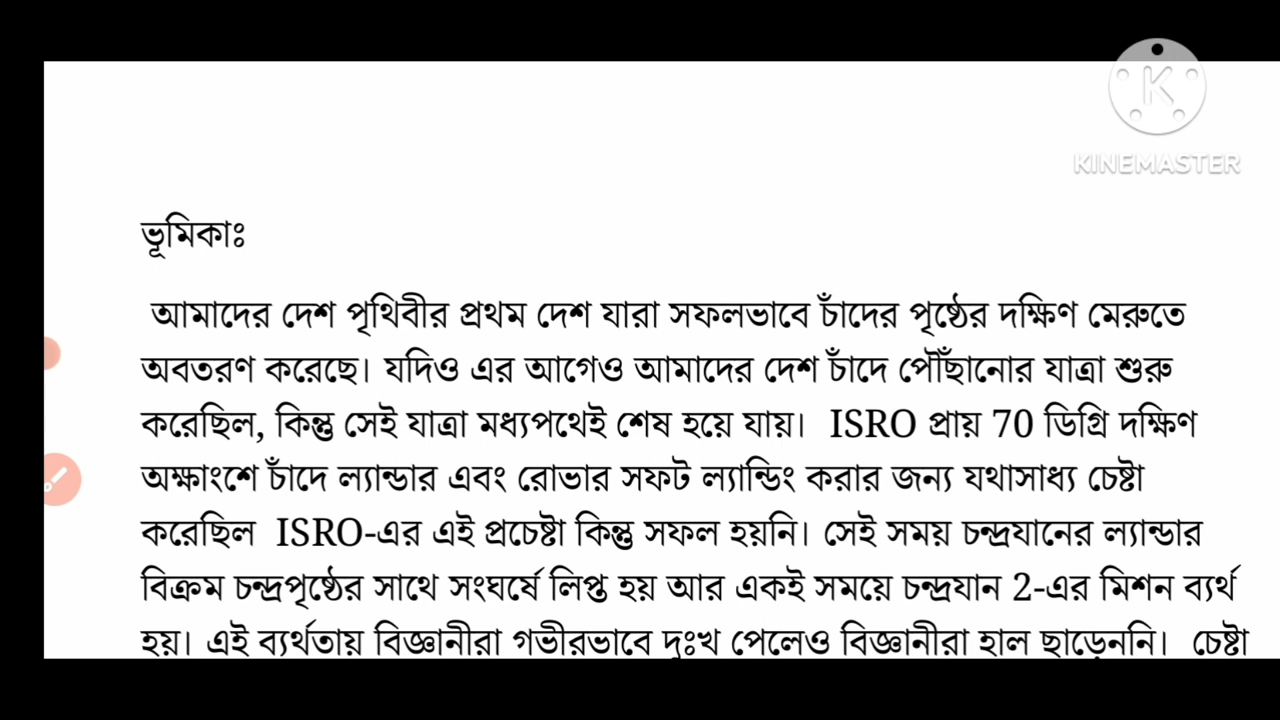 KINEMASTER
ভূমিকাঃ
আমাদের দেশ পৃথিবীর প্রথম দেশ যারা সফলভাবে চাঁদের পৃষ্ঠের দক্ষিণ মেরুতে
অবতরণ করেছে। যদিও এর আগেও আমাদের দেশ চাঁদে পৌঁছানোর যাত্রা শুরু
করেছিল, কিন্তু সেই যাত্রা মধ্যপথেই শেষ হয়ে যায়। ISRO প্রায় 70 ডিগ্রি দক্ষিণ
অক্ষাংশে চাঁদে ল্যান্ডার এবং রোভার সফট ল্যান্ডিং করার জন্য যথাসাধ্য চেষ্টা
করেছিল ISRO-এর এই প্রচেষ্টা কিন্তু সফল হয়নি। সেই সময় চন্দ্রযানের ল্যান্ডার
বিক্রম চন্দ্রপৃষ্ঠের সাথে সংঘর্ষে লিপ্ত হয় আর একই সময়ে চন্দ্রযান 2-এর মিশন ব্যর্থ
হয়। এই ব্যর্থতায় বিজ্ঞানীরা গভীরভাবে দুঃখ পেলেও বিজ্ঞানীরা হাল ছাড়েননি। চেষ্টা